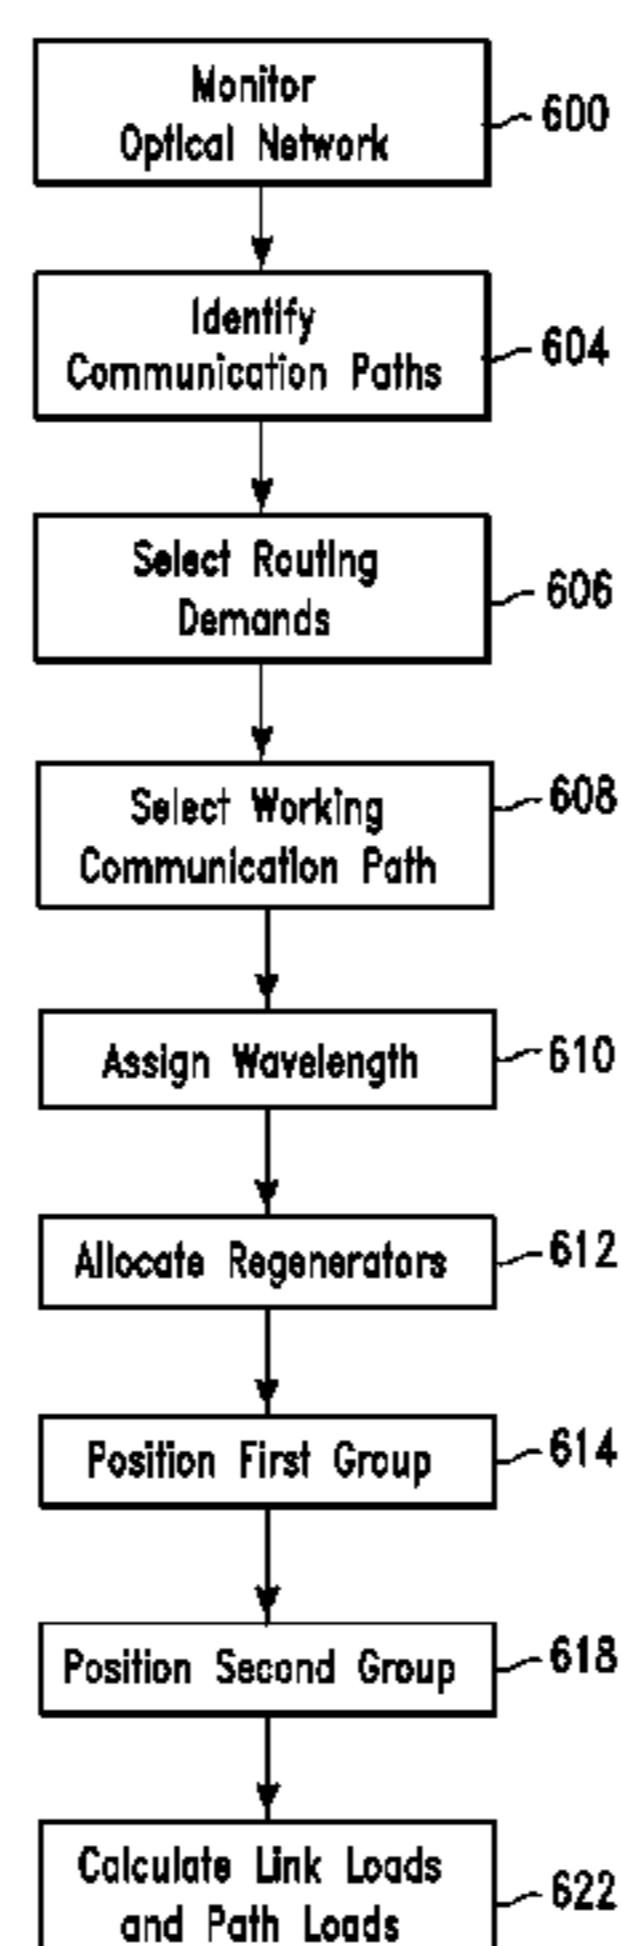 Monitor
Optical Network
600
Identify
Communication Paths
604
Select Routing
Demands
606
Select Working
Communication Path
608
Assign Wavelength
610
Allocate Regenerators
612
Position First Group
614
Position Second Group
618
Calculate Link Loads
and Path Loads
622